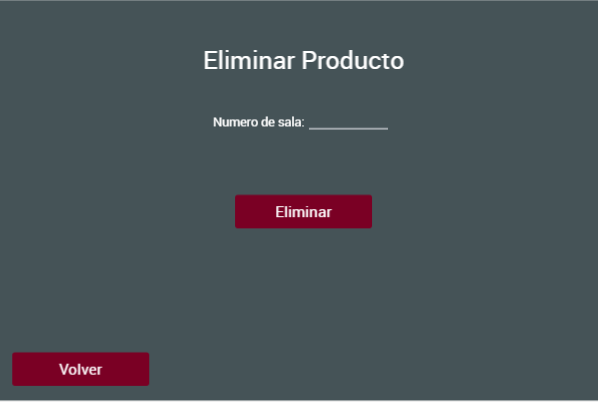 Eliminar Producto
Numero de sala:
Eliminar
Volver